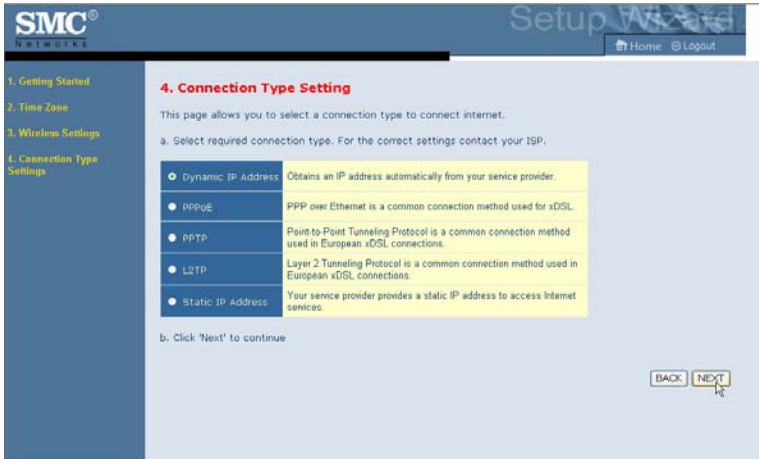 SMC®
Networks
Setup Wizard
Home Logout
1. Getting Started
2. Time Zone
3. Wireless Settings
4. Connection Type
Settings
4. Connection Type Setting
This page allows you to select a connection type to connect internet.
a. Select required connection type. For the correct settings contact your ISP.
Dynamic IP Address Obtains an IP address automatically from your service provider.
PPPoE PPP over Ethernet is a common connection method used for xDSL.
PPTP Point-to-Point Tunneling Protocol is a common connection method
used in European xDSL connections.
L2TP Layer 2 Tunneling Protocol is a common connection method used in
European xDSL connections.
Static IP Address Your service provider provides a static IP address to access Internet
services.
b. Click 'Next' to continue
BACK NEXT